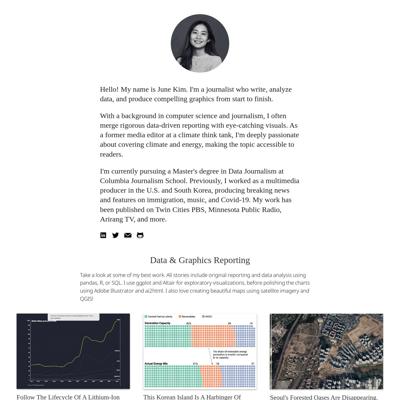 Hello! My name is June Kim. I'm a journalist who write, analyze
data, and produce compelling graphics from start to finish.
With a background in computer science and journalism, I often
merge rigorous data-driven reporting with eye-catching visuals. As
a former media editor at a climate think tank, I'm deeply passionate
about covering climate and energy, making the topic accessible to
readers.
I'm currently pursuing a Master's degree in Data Journalism at
Columbia Journalism School. Previously, I worked as a multimedia
producer in the U.S. and South Korea, producing breaking news
and features on immigration, music, and Covid-19. My work has
been published on Twin Cities PBS, Minnesota Public Radio,
Arirang TV, and more.
Data & Graphics Reporting
Take a look at some of my best work. All stories include original reporting and data analysis using
pandas, R, or SQL. I use ggplot and Altair for exploratory visualizations, before polishing the charts
using Adobe Illustrator and ai2html. I also love creating beautiful maps using satellite imagery and
QGIS!
Generation Capacity
Actual Energy Mix
Follow The Lifecycle Of A Lithium-Ion
This Korean Island Is A Harbinger Of
Seoul's Forested Oases Are Disappearing,